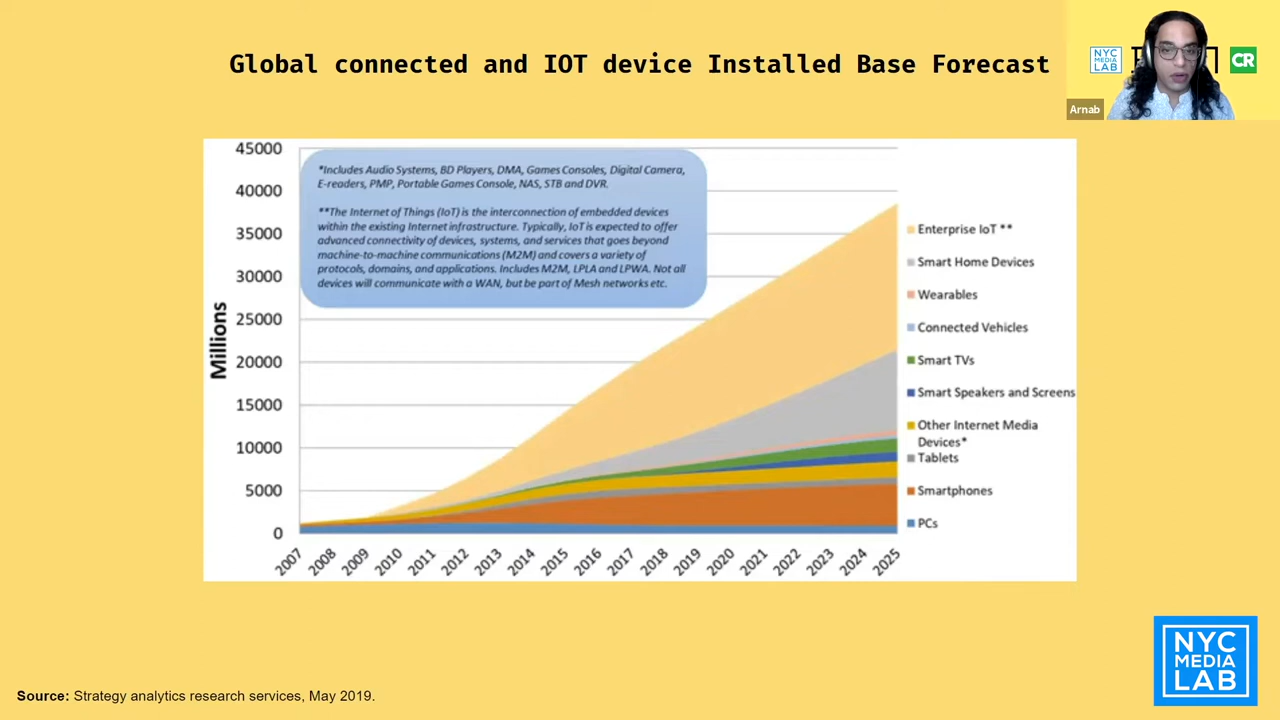 Global connected and IOT device Installed Base Forecast
NYC
MEDIA
LAB
CR
Arnab
45000
40000
35000
30000
25000
20000
15000
10000
5000
0
Millions
*Includes Audio Systems, BD Players, DMA, Games Consoles, Digital Camera,
E-readers, PMP, Portable Games Console, NAS, STB and DVR.
**The Internet of Things (IoT) is the interconnection of embedded devices
within the existing Internet infrastructure. Typically, IoT is expected to offer
advanced connectivity of devices, systems, and services that goes beyond
machine-to-machine communications (M2M) and covers a variety of
protocols, domains, and applications. Includes M2M, LPLA and LPWA. Not all
devices will communicate with a WAN, but be part of Mesh networks etc.
Enterprise IoT **
Smart Home Devices
Wearables
Connected Vehicles
Smart TVs
Smart Speakers and Screens
Other Internet Media
Devices*
Tablets
Smartphones
PCs
2007
2008
2009
2010
2011
2012
2013
2014
2015
2016
2017
2018
2019
2020
2021
2022
2023
2024
2025
NYC
MEDIA
LAB
Source: Strategy analytics research services, May 2019.